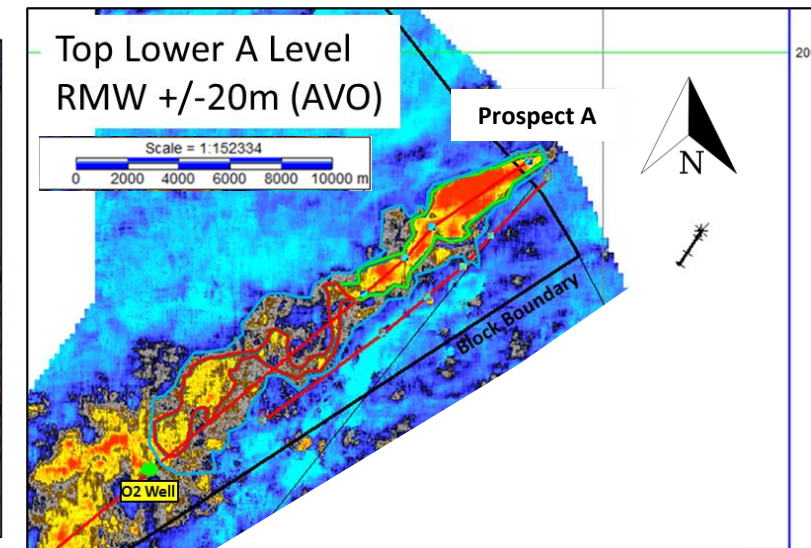 Top Lower A Level
RMW +/-20m (AVO)
Prospect A
Scale = 1:152334
0 2000 4000 6000 8000 10000 m
N
Block Boundary
O2 Well
20